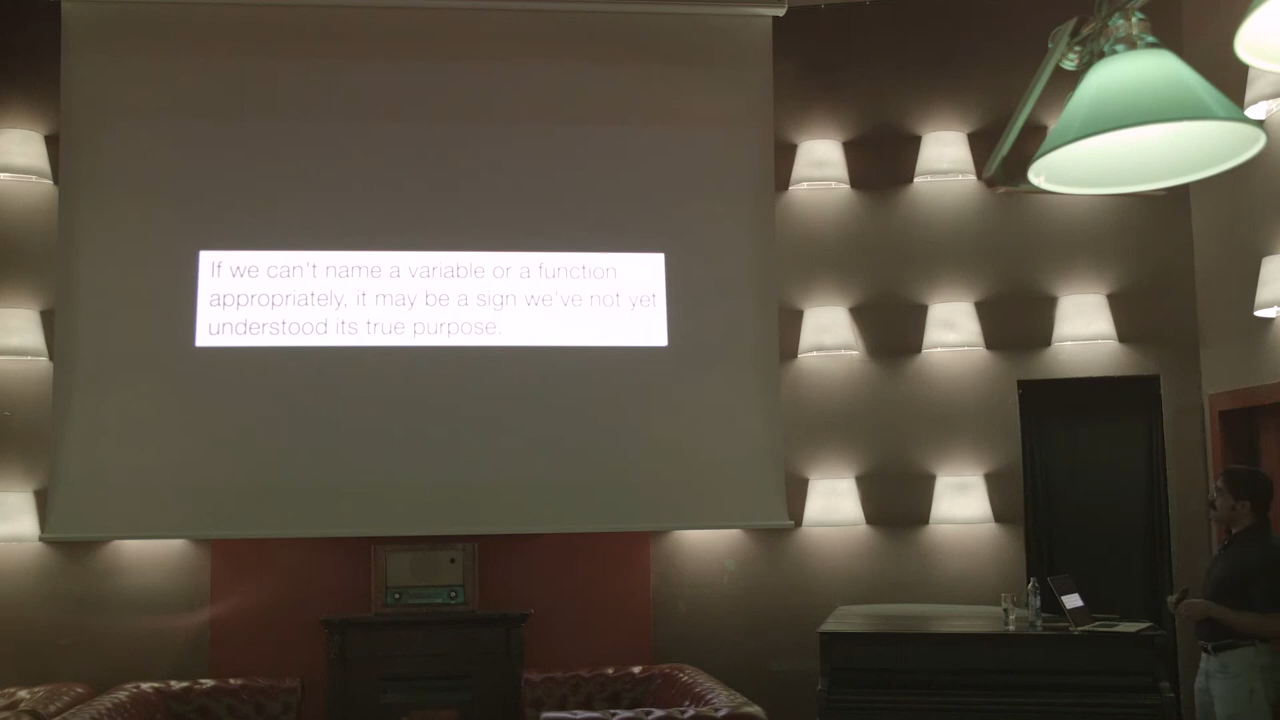 If we can't name a variable or a function
appropriately, it may be a sign we've not yet
understood its true purpose.